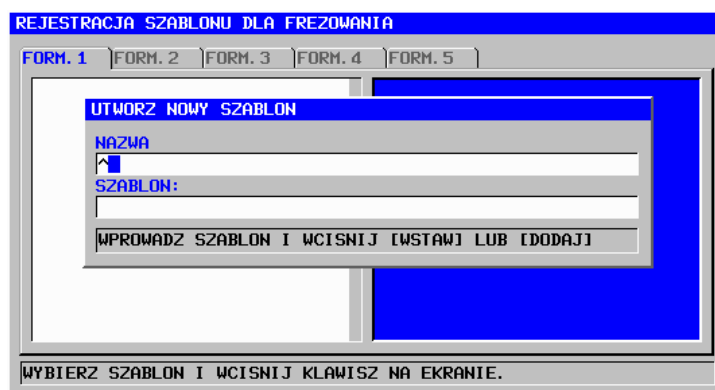 REJESTRACJA SZABLONU DLA FREZOWANIA
FORM. 1 FORM. 2 FORM. 3 FORM. 4 FORM. 5
UTWORZ NOWY SZABLON
NAZWA
^
SZABLON:
WPROWADZ SZABLON I WCISNIJ [WSTAW] LUB [DODAJ]
WYBIERZ SZABLON I WCISNIJ KLAWISZ NA EKRANIE.